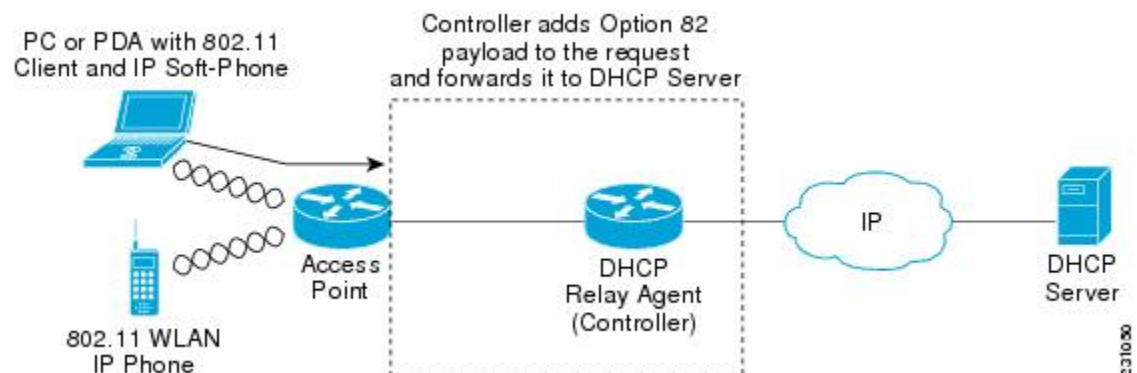 Controller adds Option 82
payload to the request
and forwards it to DHCP Server
PC or PDA with 802.11
Client and IP Soft-Phone
Access
Point
802.11 WLAN
IP Phone
DHCP
Relay Agent
(Controller)
IP
DHCP
Server
231050